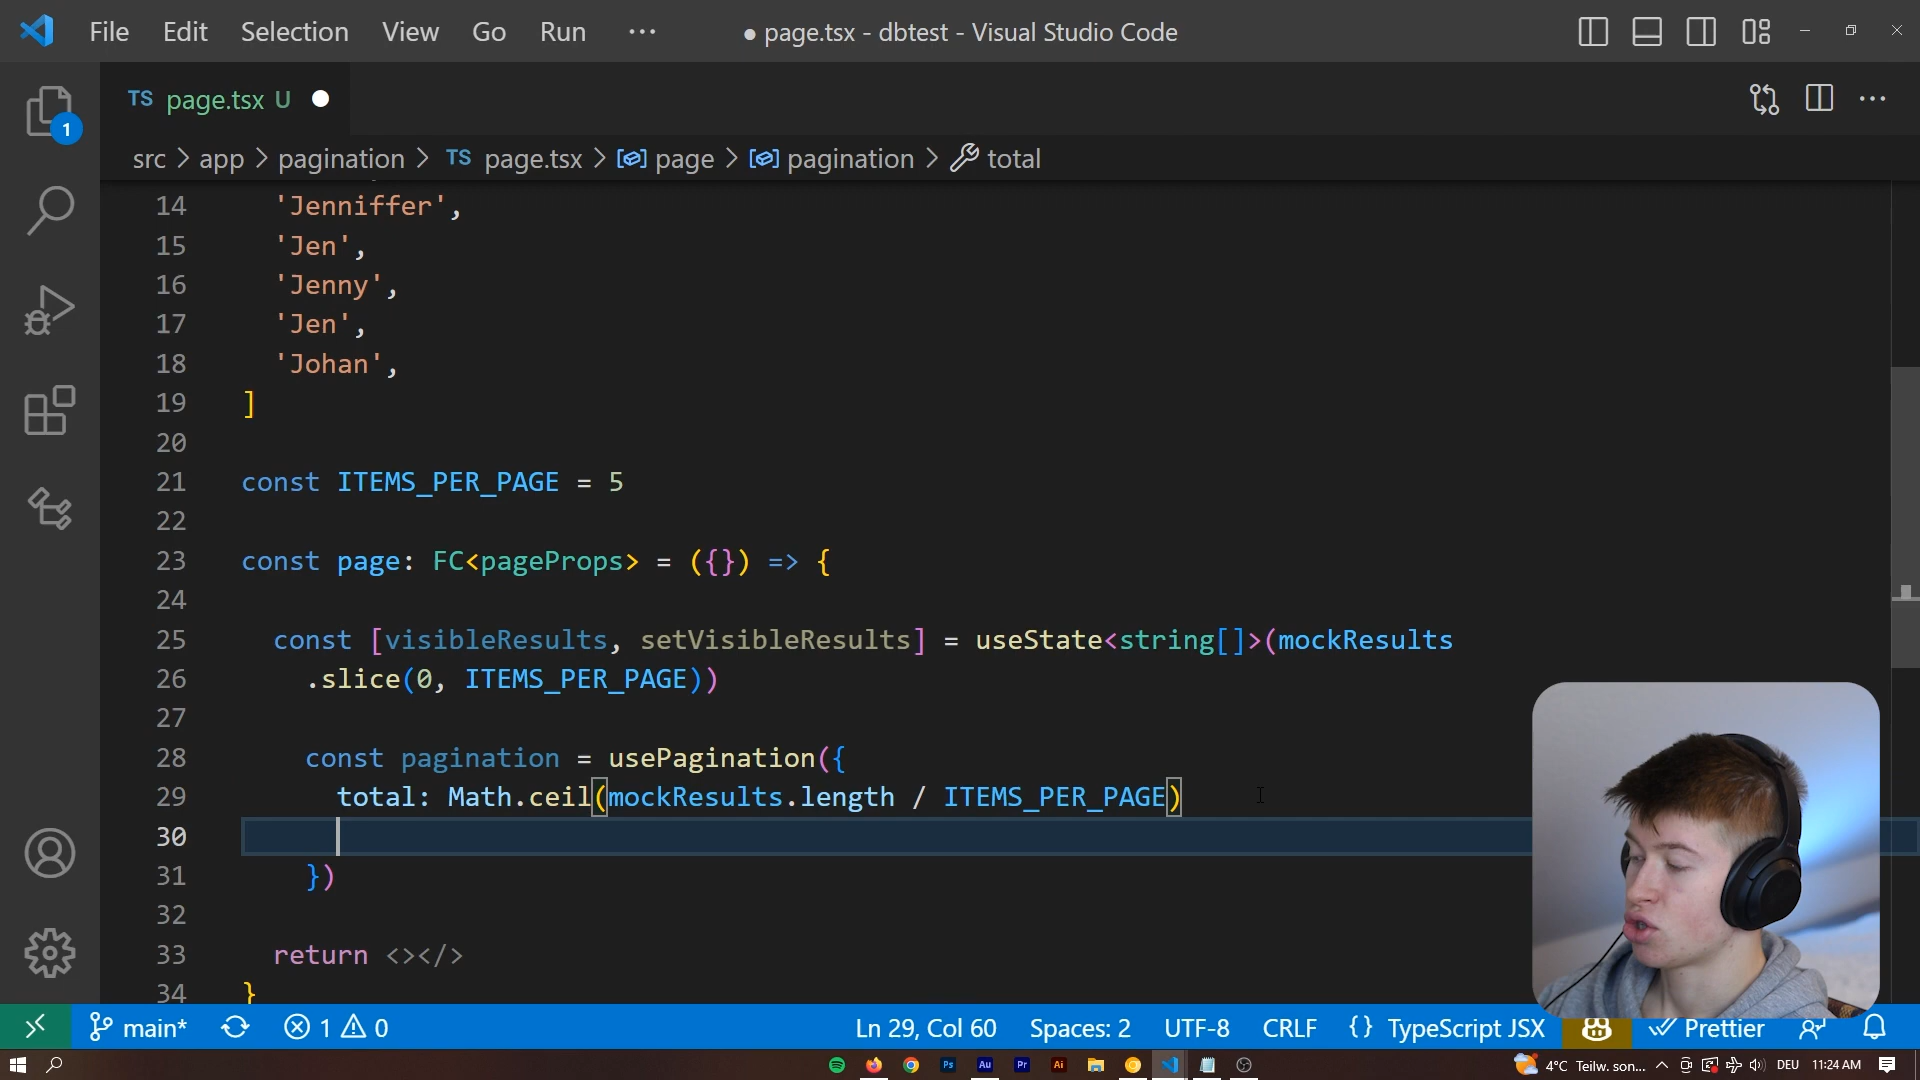 File Edit Selection View Go Run ··· ● page.tsx - dbtest - Visual Studio Code
TS page.tsx U ●
1
src > app > pagination > TS page.tsx > page > pagination > total
14 'Jenniffer',
15 'Jen',
16 'Jenny',
17 'Jen',
18 'Johan',
19 ]
20
21 const ITEMS_PER_PAGE = 5
22
23 const page: FC<pageProps> = ({}) => {
24
25 const [visibleResults, setVisibleResults] = useState<string[]>(mockResults
26 .slice(0, ITEMS_PER_PAGE))
27
28 const pagination = usePagination({
29 total: Math.ceil(mockResults.length / ITEMS_PER_PAGE)
30
31 })
32
33 return <></>
34 }
main* 1 0 Ln 29, Col 60 Spaces: 2 UTF-8 CRLF {} TypeScript JSX Prettier
Ps Au Pr Ai 4°C Teilw. son... DEU 11:24 AM